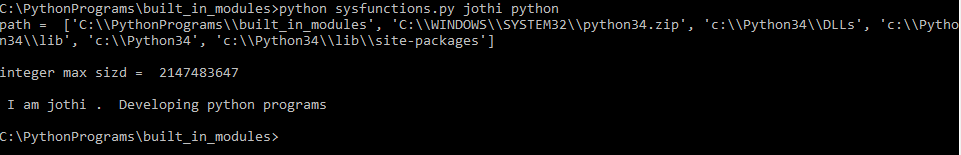 C:\PythonPrograms\built_in_modules>python sysfunctions.py jothi python
path =  ['C:\\PythonPrograms\\built_in_modules', 'C:\\WINDOWS\\SYSTEM32\\python34.zip', 'c:\\Python34\\DLLs', 'c:\\Pytho
n34\\lib', 'c:\\Python34', 'c:\\Python34\\lib\\site-packages']
integer max sizd =  2147483647
I am jothi .  Developing python programs
C:\PythonPrograms\built_in_modules>